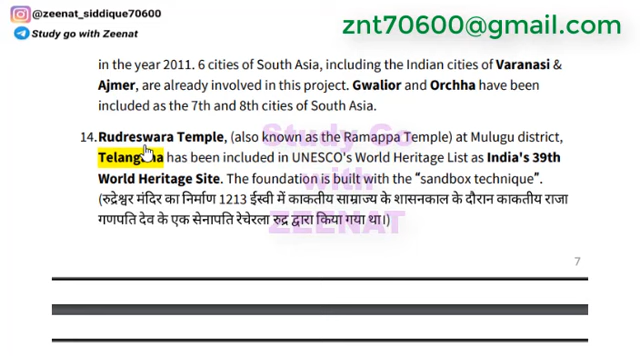 @zeenat_siddique70600
Study go with Zeenat
znt70600@gmail.com
in the year 2011. 6 cities of South Asia, including the Indian cities of Varanasi &
Ajmer, are already involved in this project. Gwalior and Orchha have been
included as the 7th and 8th cities of South Asia.
14. Rudreswara Temple, (also known as the Ramappa Temple) at Mulugu district,
Telangana has been included in UNESCO's World Heritage List as India's 39th
World Heritage Site. The foundation is built with the "sandbox technique".
(रुद्रेश्वर मंदिर का निर्माण 1213 ईस्वी में काकतीय साम्राज्य के शासनकाल के दौरान काकतीय राजा
गणपति देव के एक सेनापति रेचेरला रुद्र द्वारा किया गया था।)
Study Go
with
ZEENAT
7